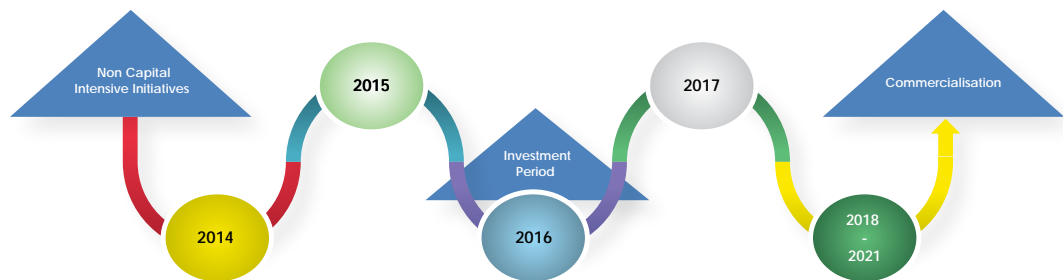 Non Capital
Intensive Initiatives
2014
2015
Investment
Period
2016
2017
2018
-
2021
Commercialisation